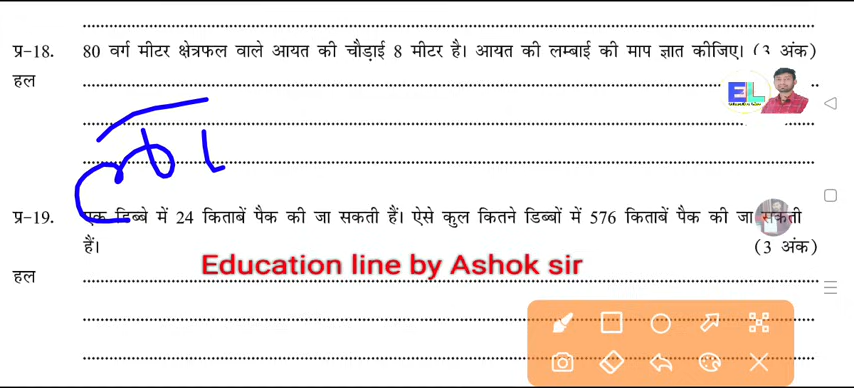 प्र–18. 80 वर्ग मीटर क्षेत्रफल वाले आयत की चौड़ाई 8 मीटर है। आयत की लम्बाई की माप ज्ञात कीजिए। (3 अंक)
हल
EL
प्र–19. एक डिब्बे में 24 किताबें पैक की जा सकती हैं। ऐसे कुल कितने डिब्बों में 576 किताबें पैक की जा सकती
हैं। (3 अंक)
Education line by Ashok sir
हल